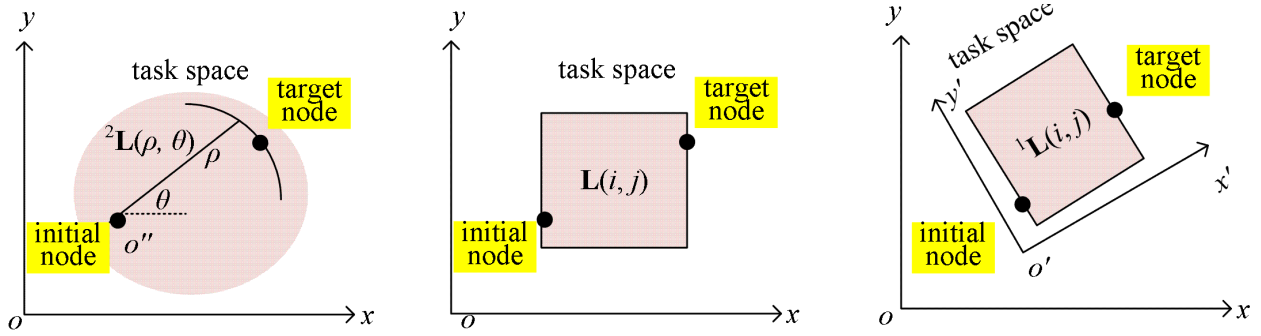 y
task space
target
node
²L(ρ, θ)
ρ
θ
initial
node
o″
o
x
y
task space
target
node
L(i, j)
initial
node
o
x
y
task space
target
node
y′
¹L(i, j)
x′
initial
node
o′
o
x